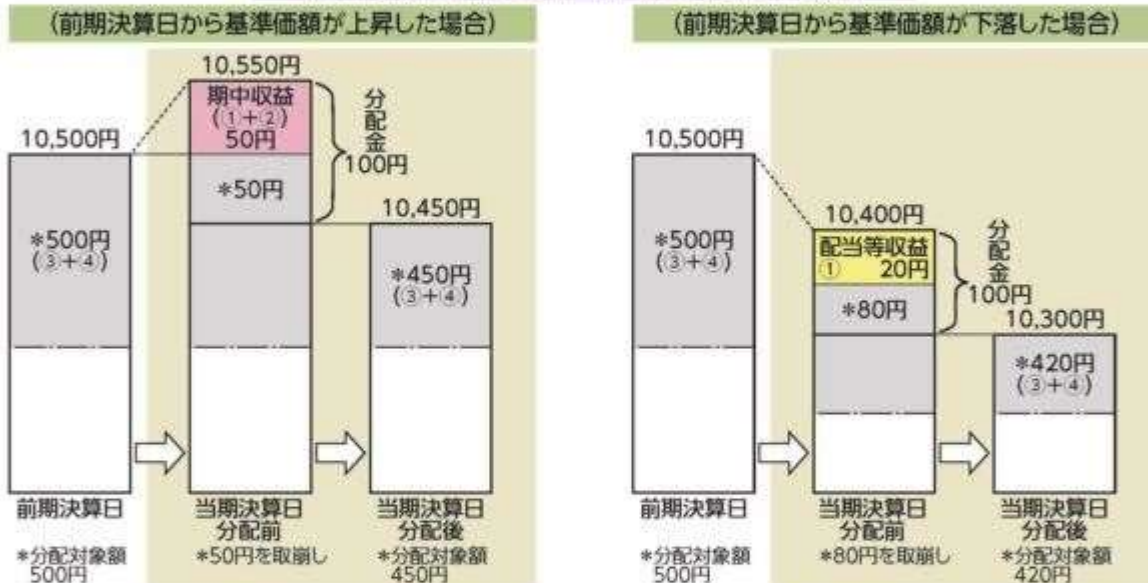 (前期決算日から基準価額が上昇した場合)
10,550円
期中収益
(①+②)
50円
分配金
100円
10,500円
*50円
10,450円
*500円
(③+④)
*450円
(③+④)
前期決算日
当期決算日
分配前
当期決算日
分配後
*分配対象額
500円
*50円を取崩し
*分配対象額
450円
(前期決算日から基準価額が下落した場合)
10,500円
10,400円
*500円
(③+④)
配当等収益
① 20円
分配金
100円
*80円
10,300円
*420円
(③+④)
前期決算日
当期決算日
分配前
当期決算日
分配後
*分配対象額
500円
*80円を取崩し
*分配対象額
420円